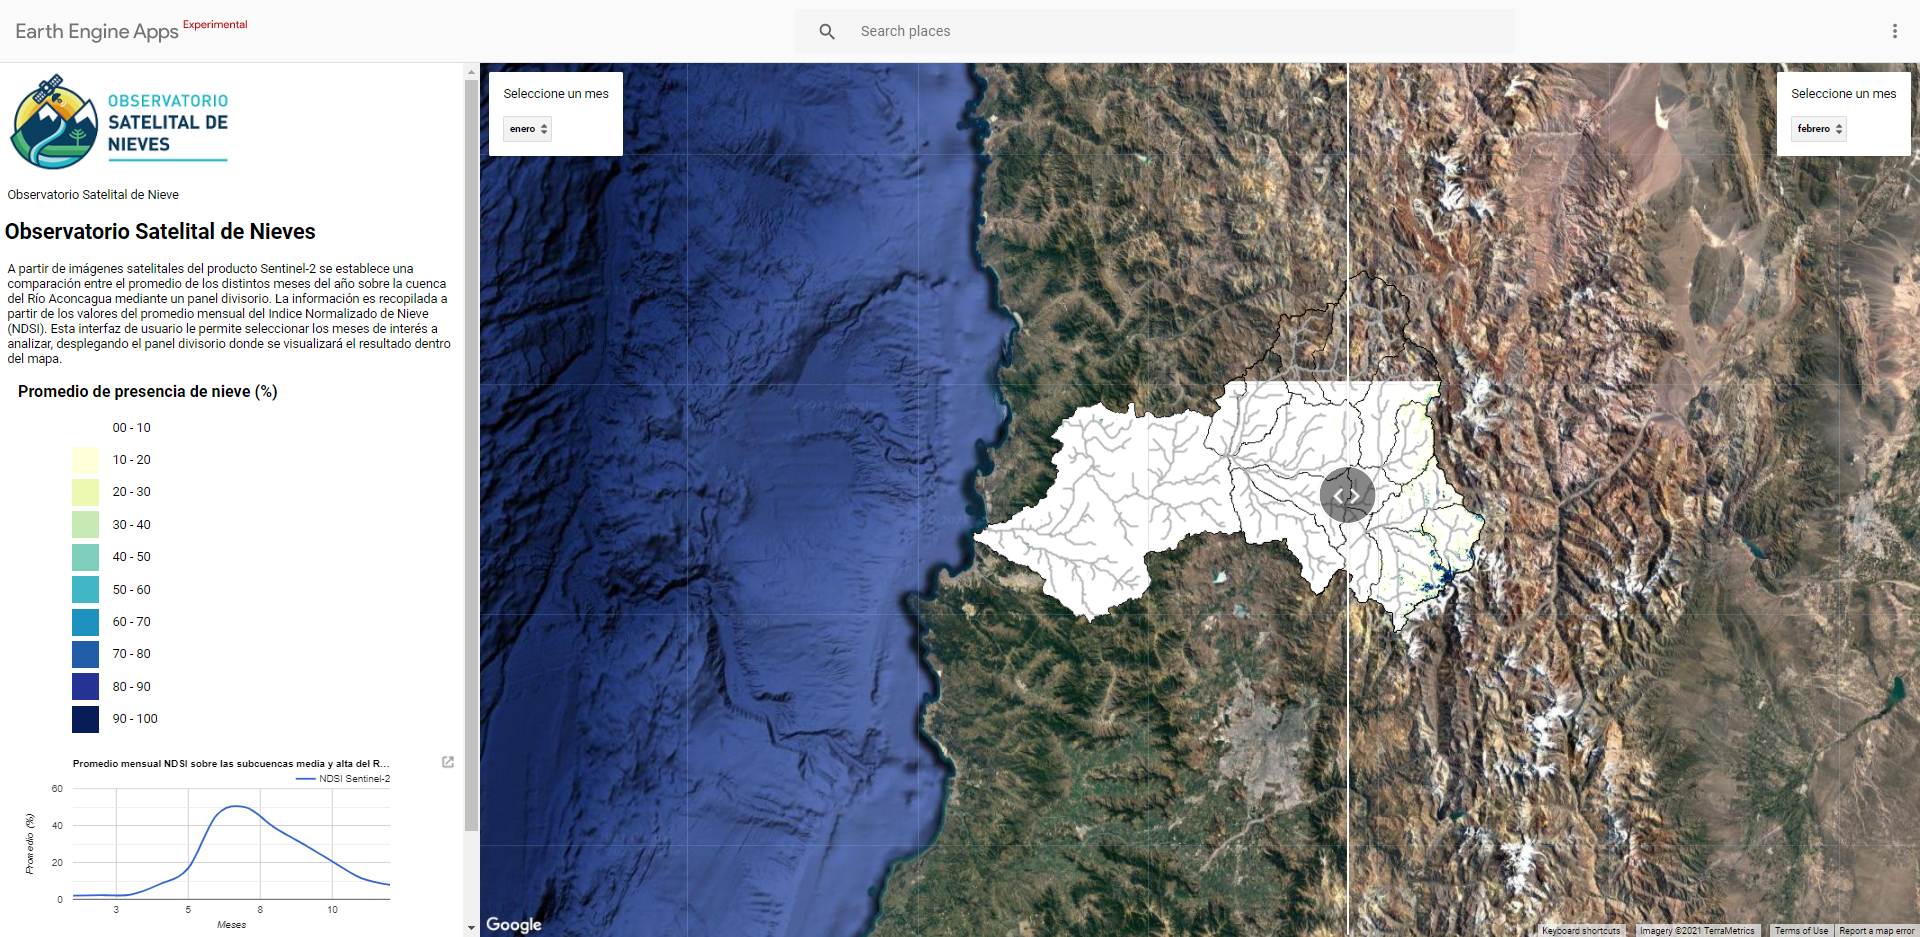 Earth Engine Apps Experimental
Search places
OBSERVATORIO
SATELITAL DE
NIEVES
Observatorio Satelital de Nieve
Observatorio Satelital de Nieves
A partir de imágenes satelitales del producto Sentinel-2 se establece una
comparación entre el promedio de los distintos meses del año sobre la cuenca
del Río Aconcagua mediante un panel divisorio. La información es recopilada a
partir de los valores del promedio mensual del Indice Normalizado de Nieve
(NDSI). Esta interfaz de usuario le permite seleccionar los meses de interés a
analizar, desplegando el panel divisorio donde se visualizará el resultado dentro
del mapa.
Promedio de presencia de nieve (%)
00 - 10
10 - 20
20 - 30
30 - 40
40 - 50
50 - 60
60 - 70
70 - 80
80 - 90
90 - 100
Promedio mensual NDSI sobre las subcuencas media y alta del R...
NDSI Sentinel-2
60
40
20
0
Promedio (%)
3 5 8 10
Meses
Seleccione un mes
enero
Seleccione un mes
febrero
Google
Keyboard shortcuts
Imagery ©2021 TerraMetrics
Terms of Use
Report a map error